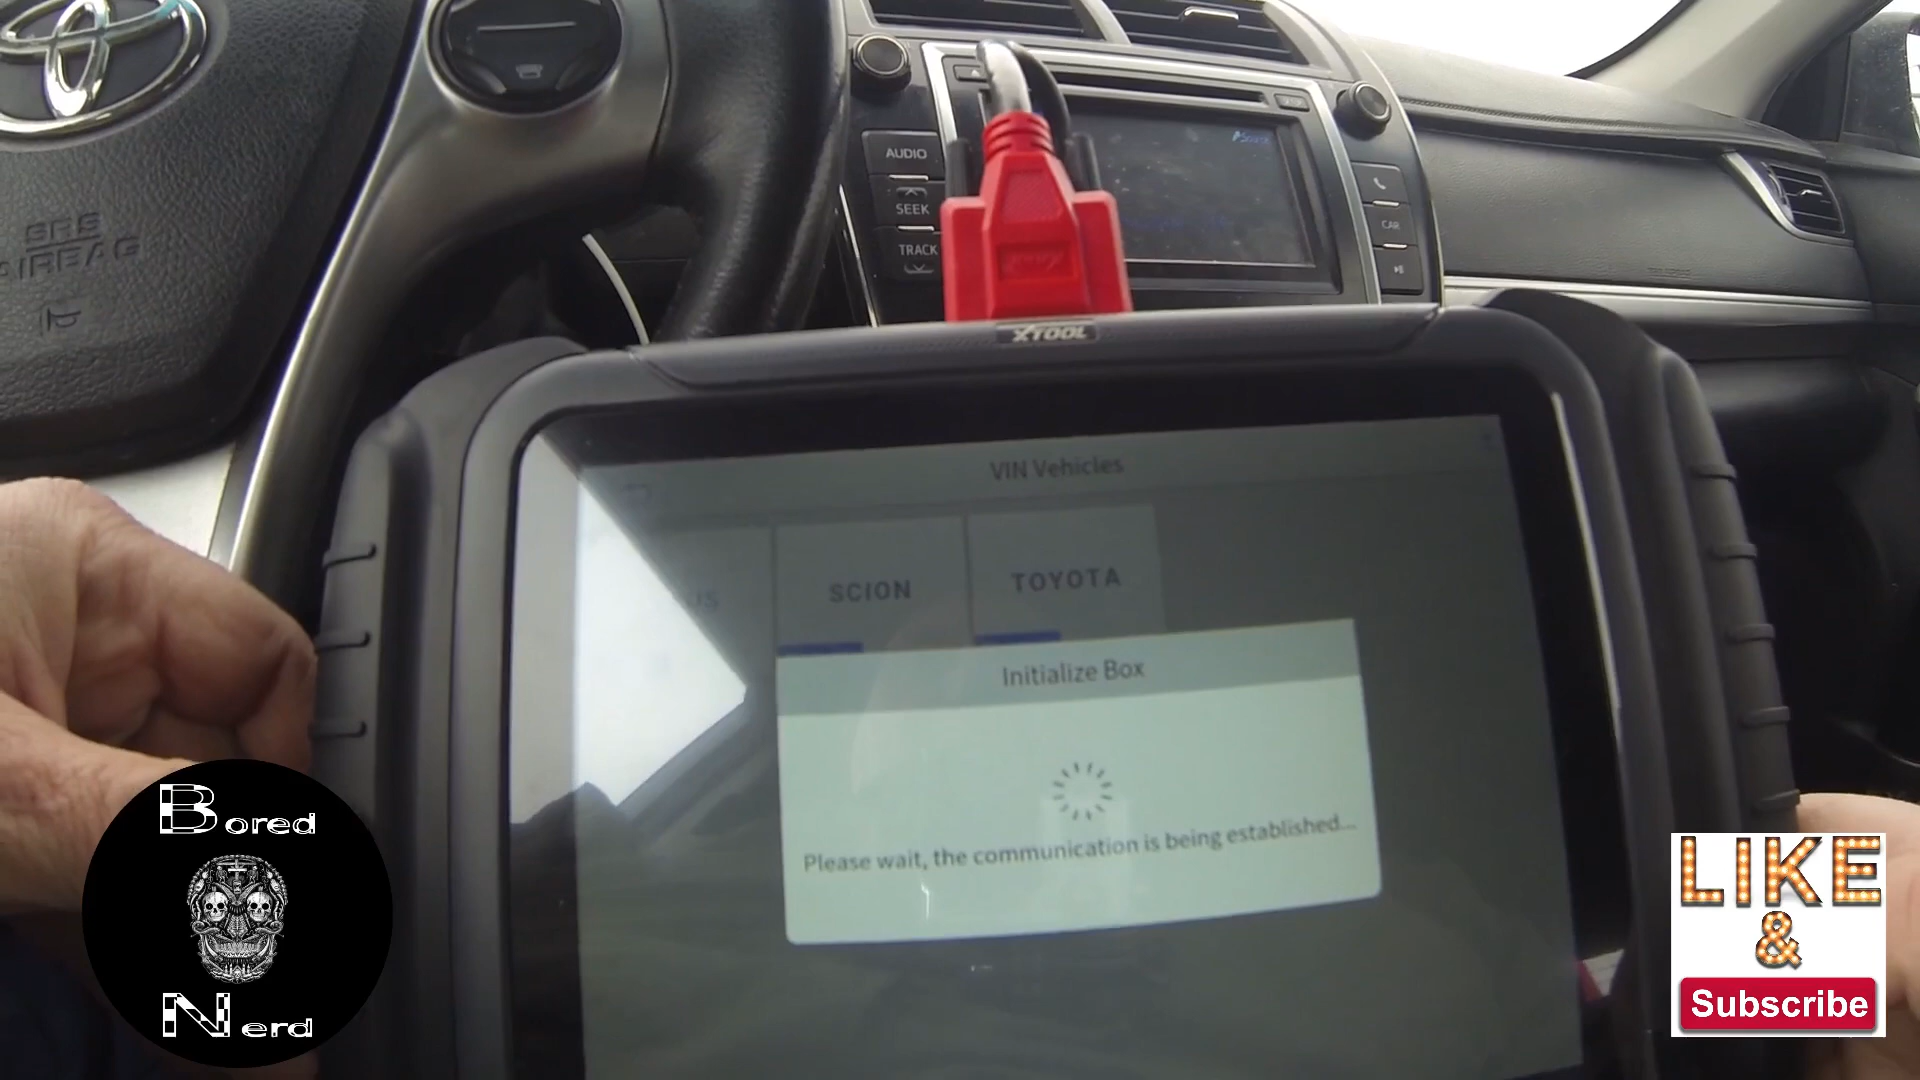 AUDIO
SEEK
TRACK
CAR
SRS
AIRBAG
XTOOL
VIN Vehicles
SCION
TOYOTA
Initialize Box
Please wait, the communication is being established...
Bored
Nerd
LIKE
&
Subscribe